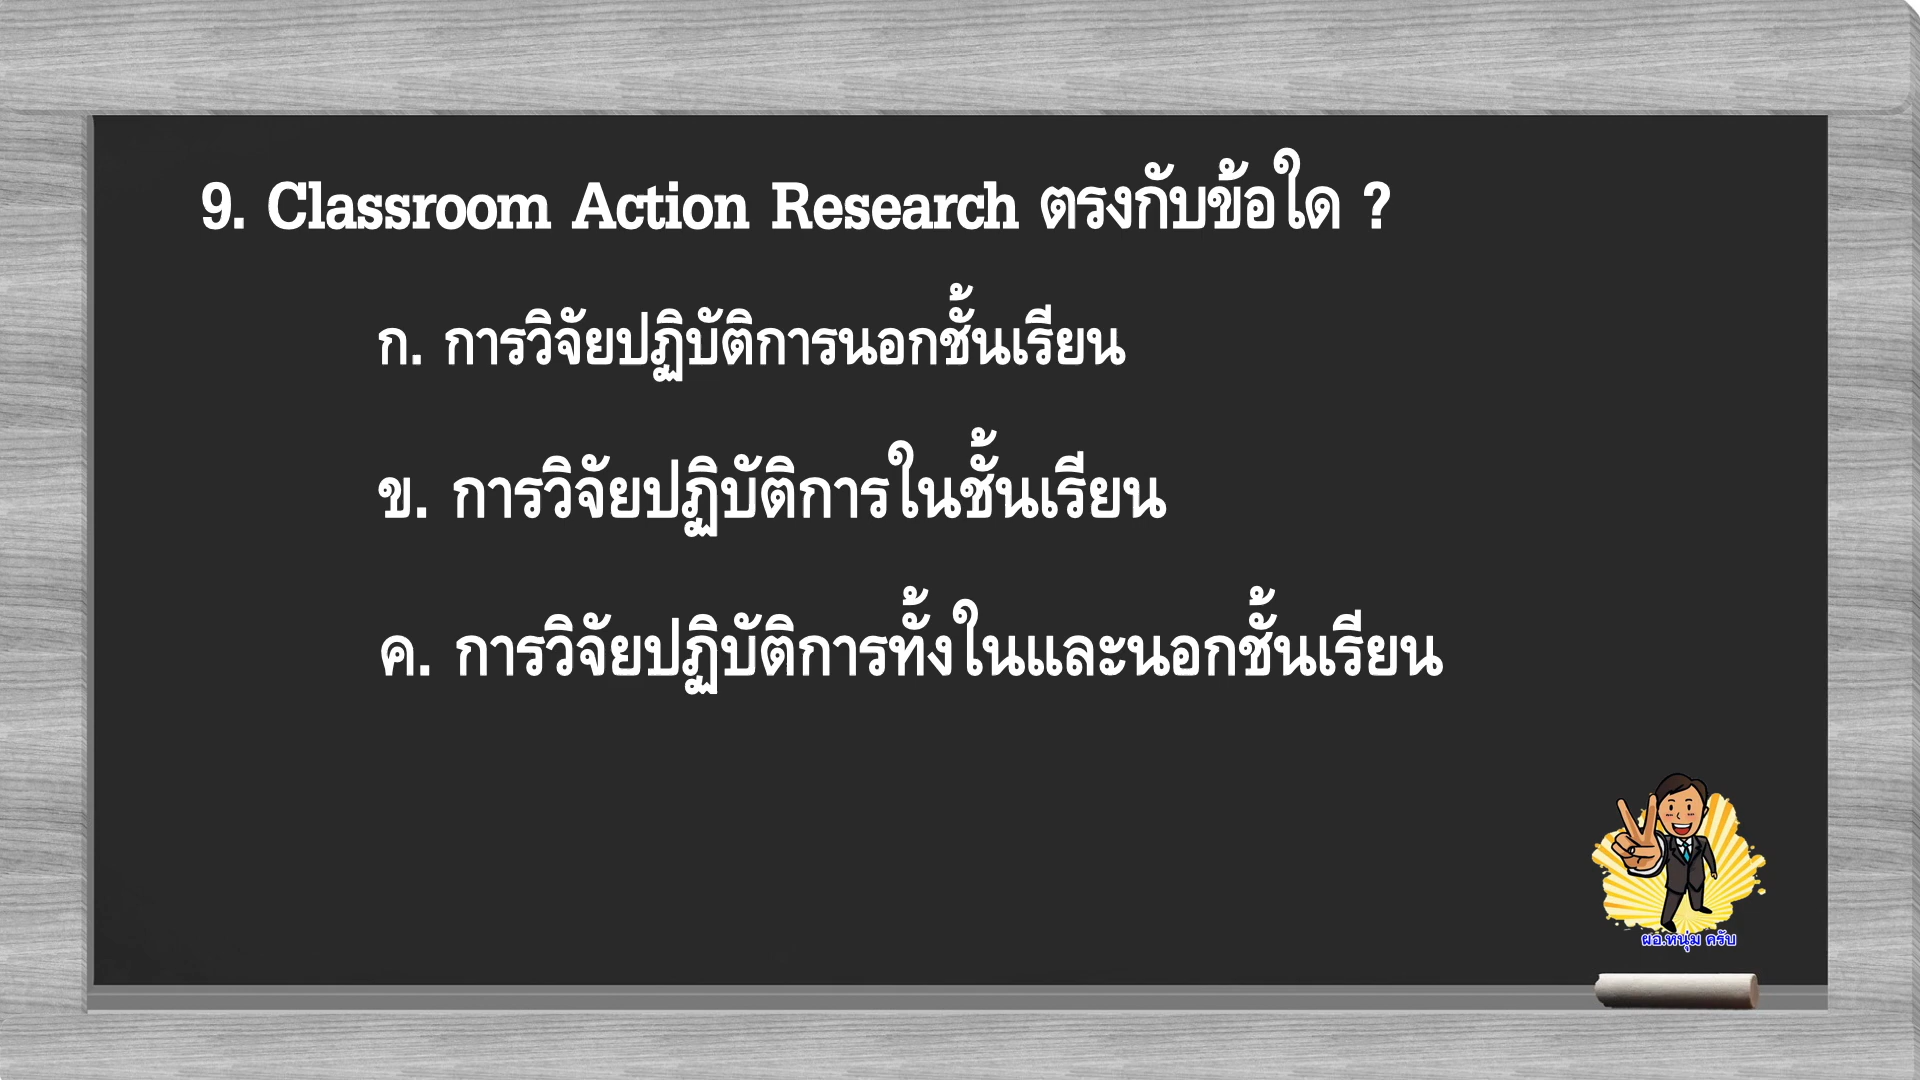 9. Classroom Action Research ตรงกับข้อใด ?
ก. การวิจัยปฏิบัติการนอกชั้นเรียน
ข. การวิจัยปฏิบัติการในชั้นเรียน
ค. การวิจัยปฏิบัติการทั้งในและนอกชั้นเรียน
ผอ.หนุ่ม ครับ